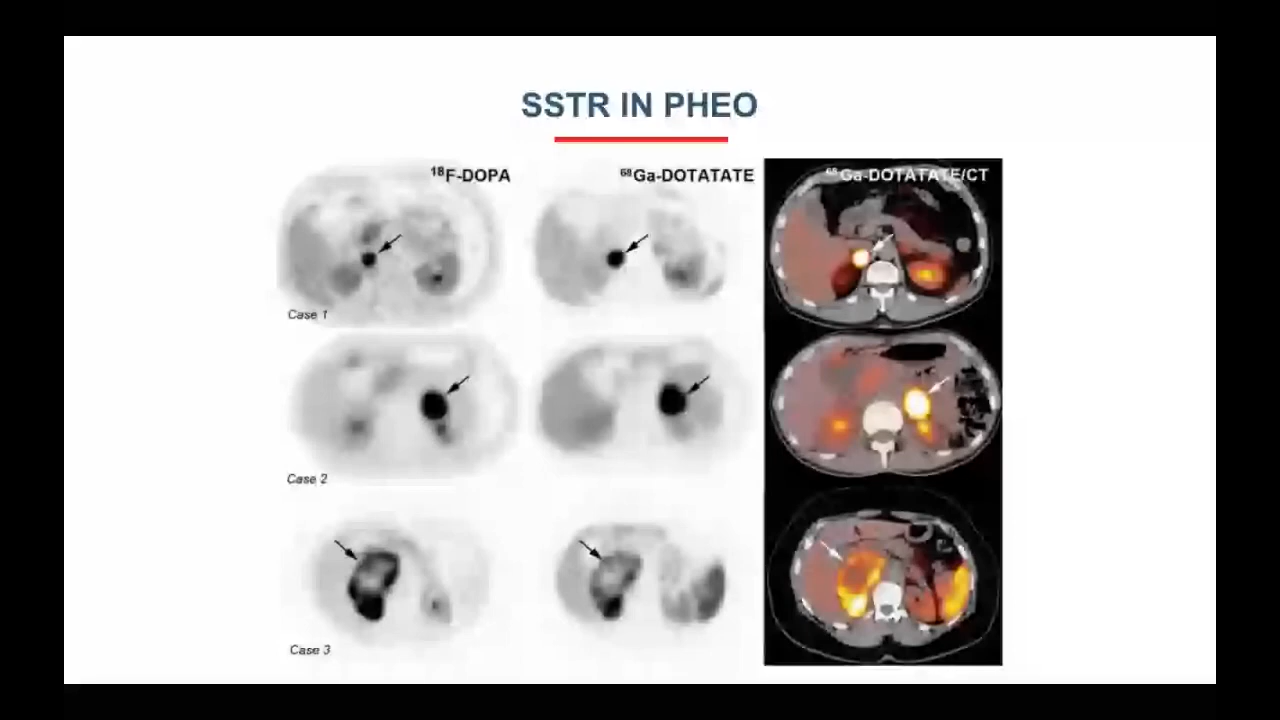 SSTR IN PHEO
¹⁸F-DOPA
⁶⁸Ga-DOTATATE
⁶⁸Ga-DOTATATE/CT
Case 1
Case 2
Case 3